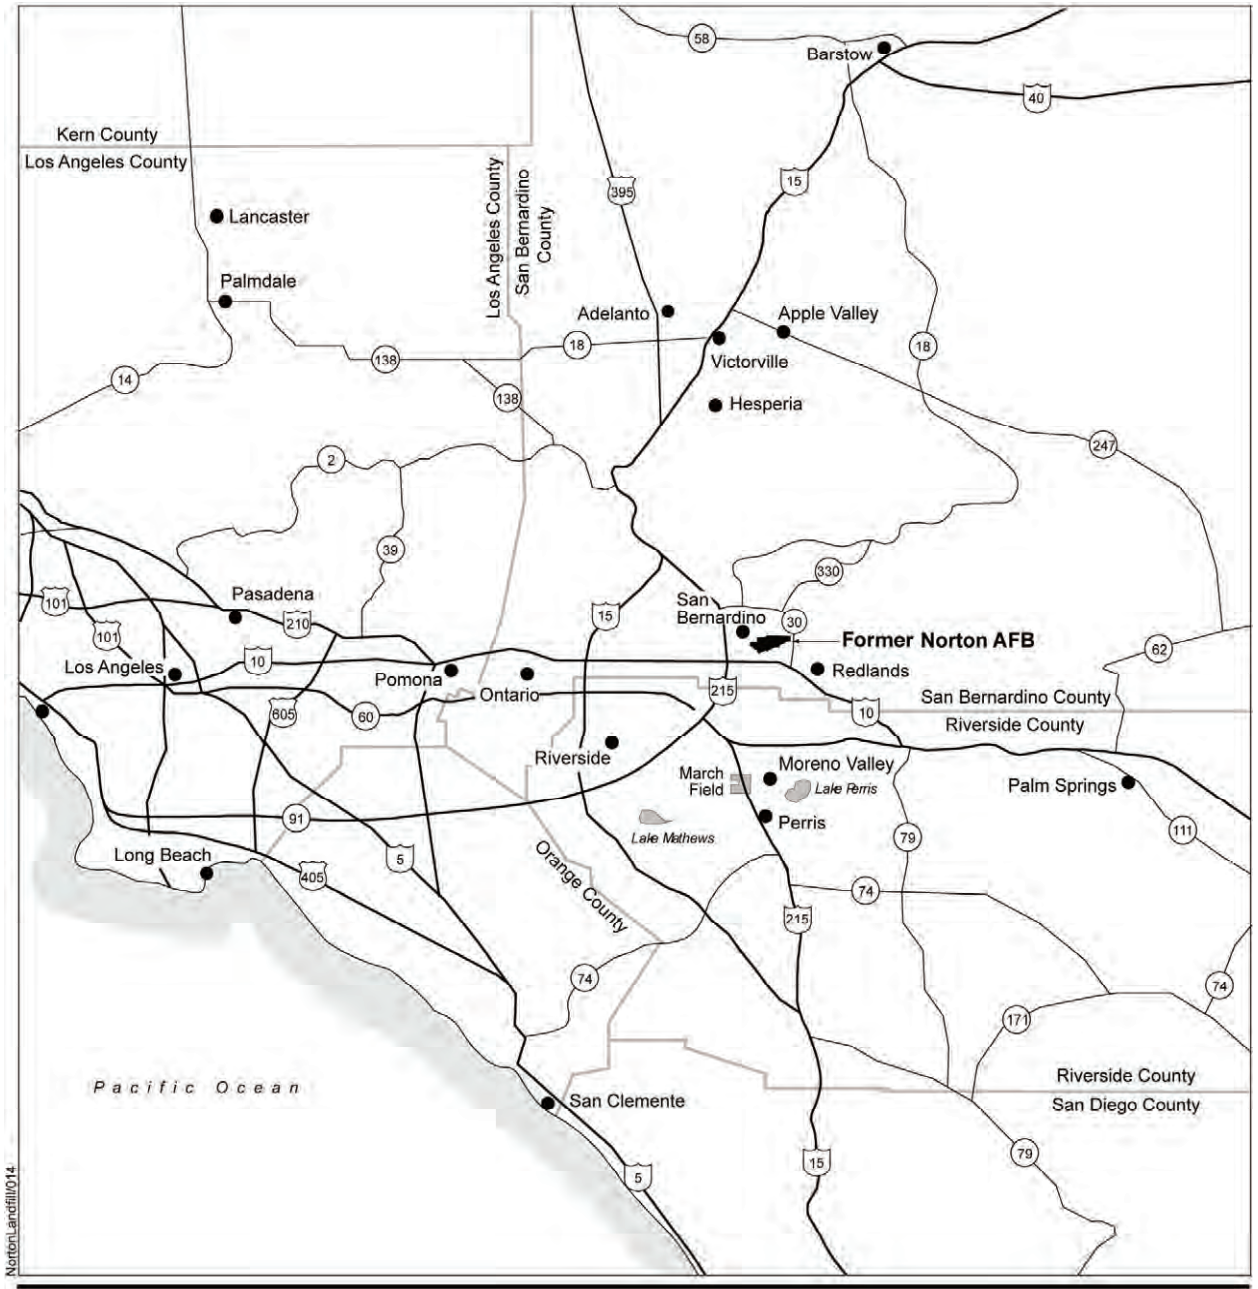 58
Barstow
40
Kern County
Los Angeles County
15
395
Los Angeles County
San Bernardino
County
Lancaster
Palmdale
Adelanto
Apple Valley
18
18
138
Victorville
14
138
Hesperia
2
247
39
330
Pasadena
101
210
101
15
San
Bernardino
30
Former Norton AFB
62
Los Angeles
10
Pomona
Ontario
Redlands
215
San Bernardino County
Riverside County
10
605
60
Riverside
Moreno Valley
March
Field
Lake Perris
Palm Springs
91
Lake Mathews
Perris
79
111
Long Beach
5
405
Orange County
74
215
74
74
171
Pacific Ocean
Riverside County
San Diego County
San Clemente
79
15
5
NortonLandfill/014